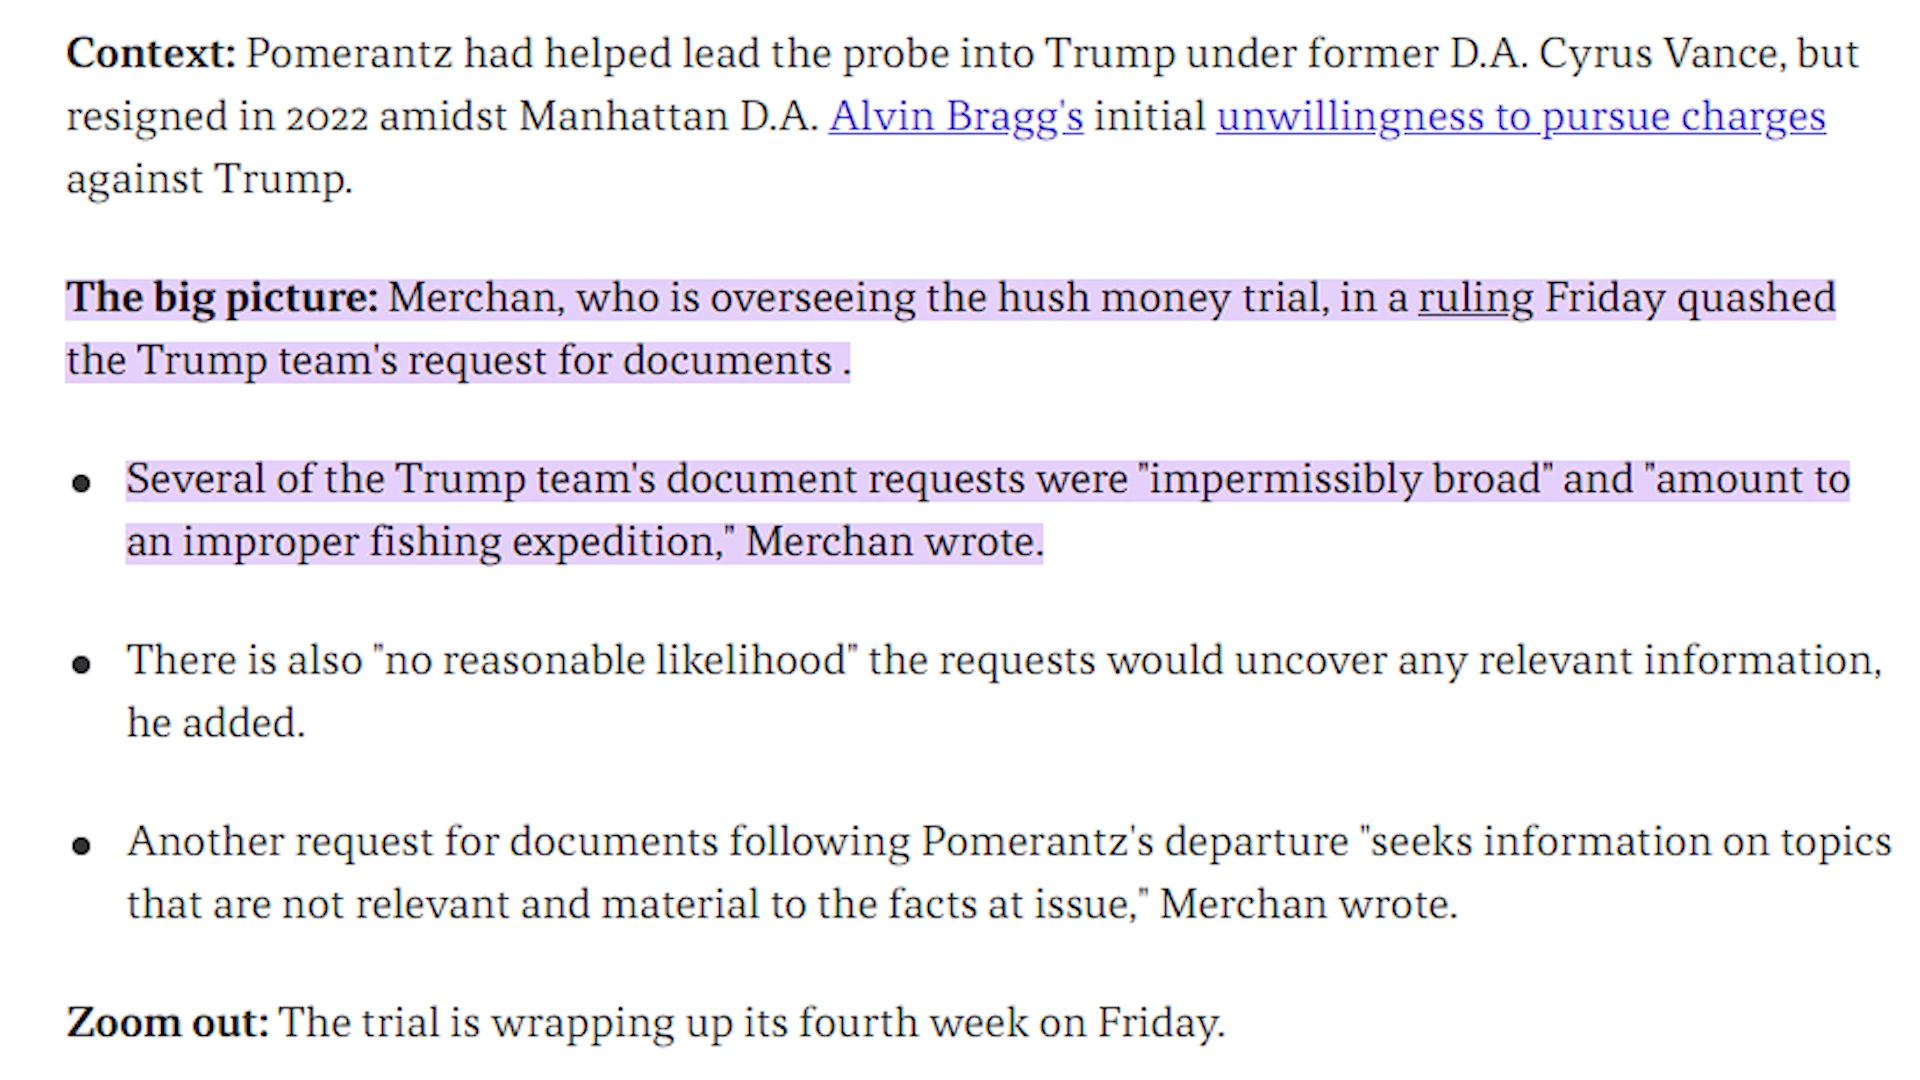 Context: Pomerantz had helped lead the probe into Trump under former D.A. Cyrus Vance, but
resigned in 2022 amidst Manhattan D.A. Alvin Bragg's initial unwillingness to pursue charges
against Trump.
The big picture: Merchan, who is overseeing the hush money trial, in a ruling Friday quashed
the Trump team's request for documents .
● Several of the Trump team's document requests were "impermissibly broad" and "amount to
an improper fishing expedition," Merchan wrote.
● There is also "no reasonable likelihood" the requests would uncover any relevant information,
he added.
● Another request for documents following Pomerantz's departure "seeks information on topics
that are not relevant and material to the facts at issue," Merchan wrote.
Zoom out: The trial is wrapping up its fourth week on Friday.